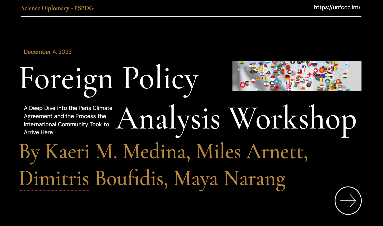 Science Diplomacy - PSPDG
https://unfccc.int/
December 4, 2023
Foreign Policy
A Deep Dive into the Paris Climate
Agreement and the Process the
International Community Took to
Arrive Here
Analysis Workshop
By Kaeri M. Medina, Miles Arnett,
Dimitris Boufidis, Maya Narang